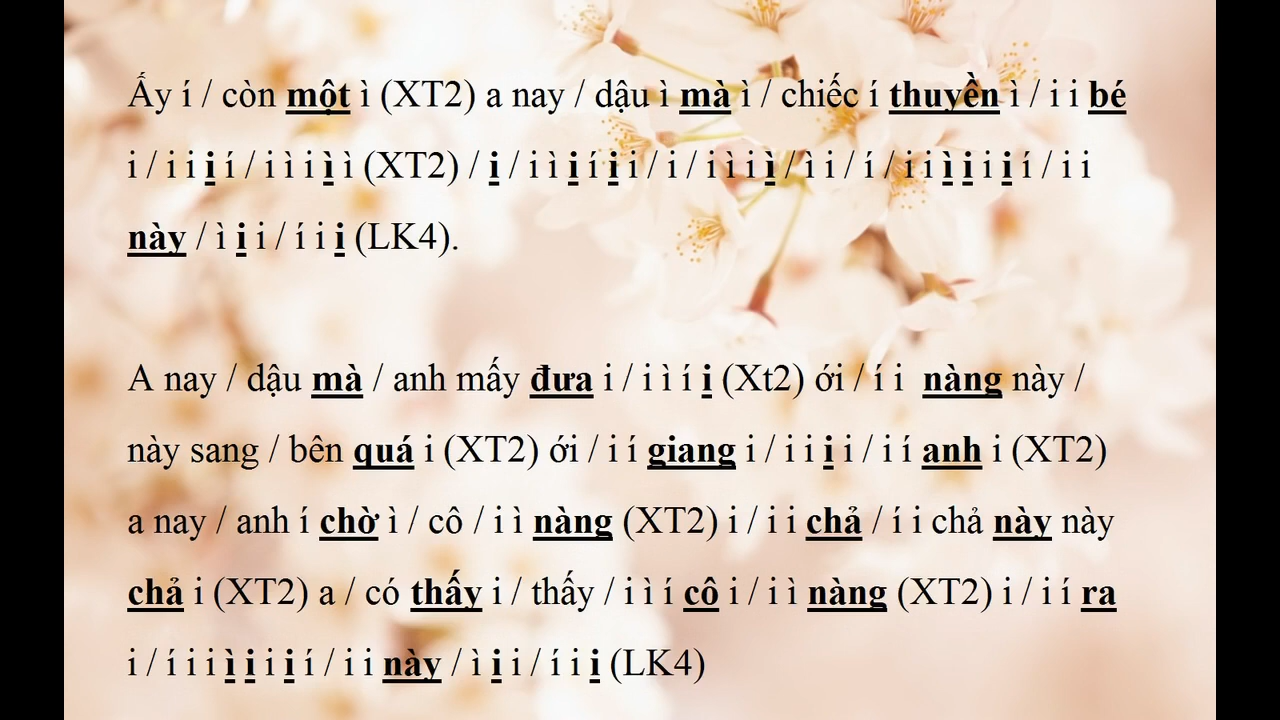 Ấy í / còn một ì (XT2) a nay / dậu ì mà ì / chiếc í thuyền ì / i i bé
i / i i i í / i ì i ì ì (XT2) / i / i ì i í i i / i / i ì i ì / ì i / í / i i ì i i i í / i i
này / ì i i / í i i (LK4).
A nay / dậu mà / anh mấy đưa i / i ì í i (Xt2) ới / í i nàng này /
này sang / bên quá i (XT2) ới / i í giang i / i i i i / i í anh i (XT2)
a nay / anh í chờ ì / cô / i ì nàng (XT2) i / i i chả / í i chả này này
chả i (XT2) a / có thấy i / thấy / i ì í cô i / i ì nàng (XT2) i / i í ra
i / í i i ì i i i í / i i này / ì i i / í i i (LK4)